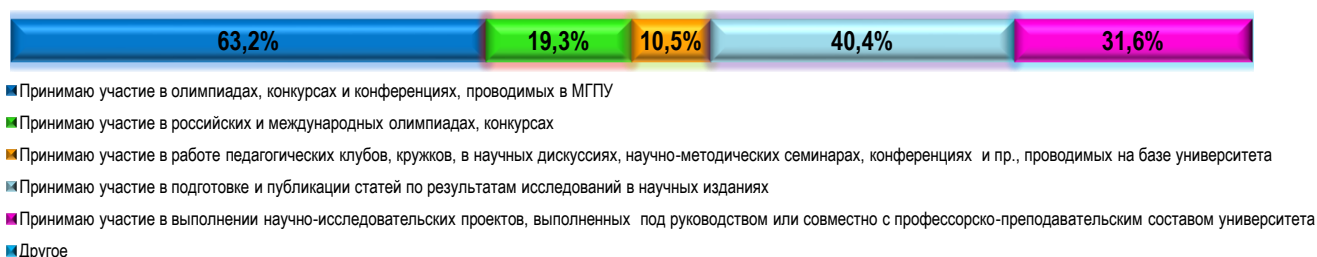 63,2% 19,3% 10,5% 40,4% 31,6%
Принимаю участие в олимпиадах, конкурсах и конференциях, проводимых в МГПУ
Принимаю участие в российских и международных олимпиадах, конкурсах
Принимаю участие в работе педагогических клубов, кружков, в научных дискуссиях, научно-методических семинарах, конференциях и пр., проводимых на базе университета
Принимаю участие в подготовке и публикации статей по результатам исследований в научных изданиях
Принимаю участие в выполнении научно-исследовательских проектов, выполненных под руководством или совместно с профессорско-преподавательским составом университета
Другое